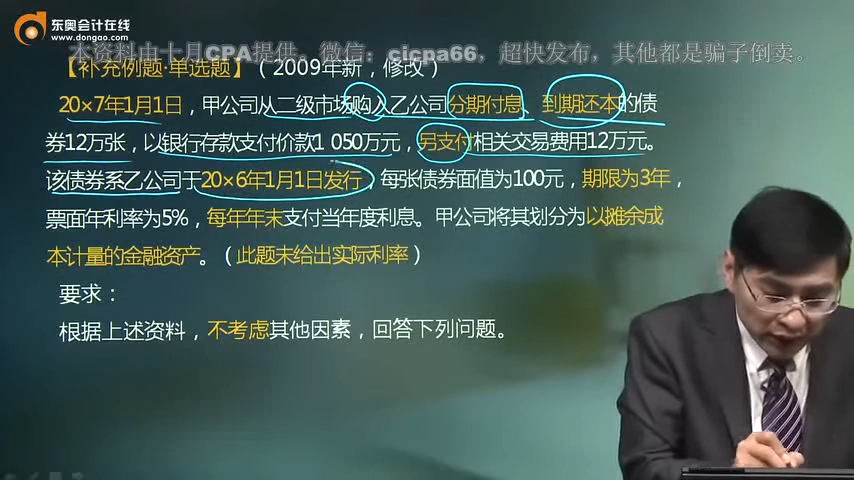 东奥会计在线
www.dongao.com
本资料由十月CPA提供。微信：cicpa66，超快发布，其他都是骗子倒卖。
【补充例题·单选题】（2009年新，修改）
20×7年1月1日，甲公司从二级市场购入乙公司分期付息、到期还本的债
券12万张，以银行存款支付价款1 050万元，另支付相关交易费用12万元。
该债券系乙公司于20×6年1月1日发行，每张债券面值为100元，期限为3年，
票面年利率为5%，每年年末支付当年度利息。甲公司将其划分为以摊余成
本计量的金融资产。（此题未给出实际利率）
要求：
根据上述资料，不考虑其他因素，回答下列问题。